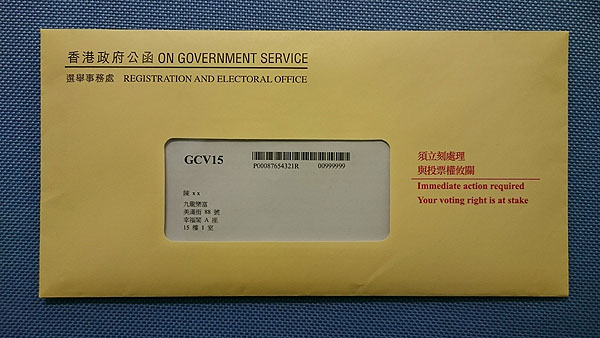 香港政府公函 ON GOVERNMENT SERVICE
選舉事務處 REGISTRATION AND ELECTORAL OFFICE
GCV15
P00087654321R 00999999
陳 x x
九龍樂富
美滿街 88 號
幸福閣 A 座
15 樓 1 室
須立刻處理
與投票權攸關
Immediate action required
Your voting right is at stake